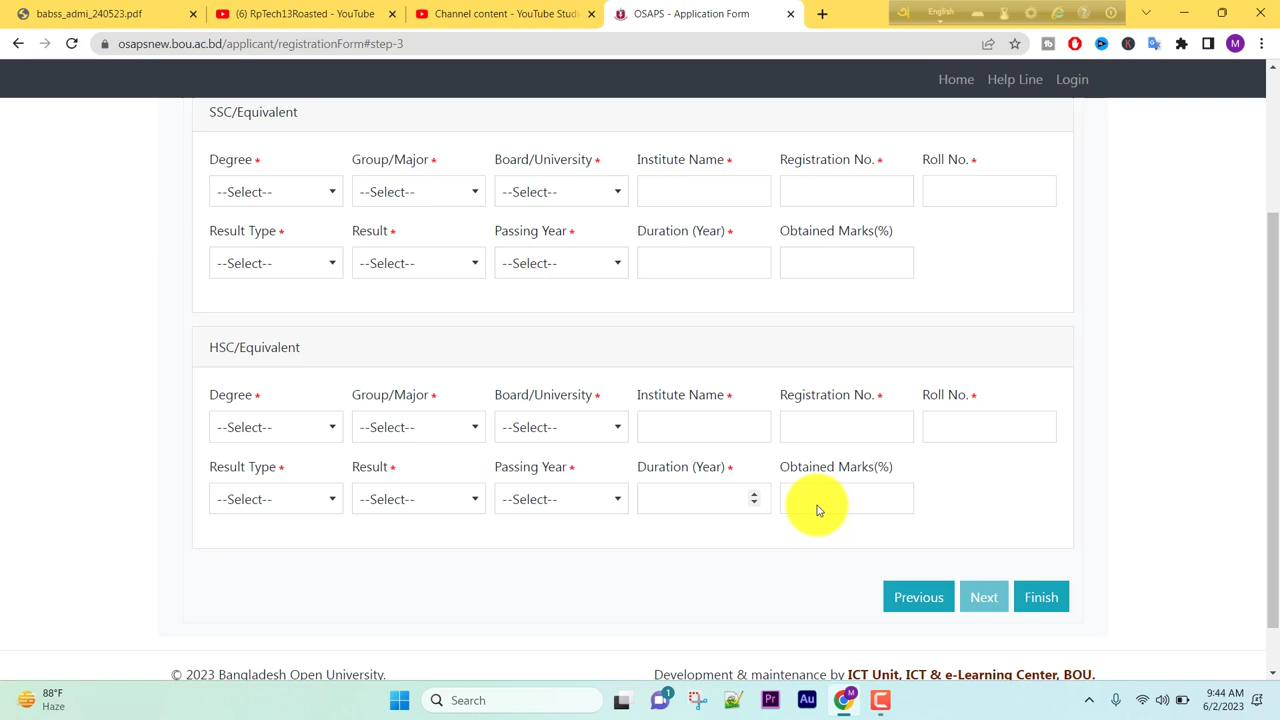 babss_admi_240523.pdf
RpTech13Roasted - YouTube
Channel content - YouTube Studi
OSAPS - Application Form
English
osapsnew.bou.ac.bd/applicant/registrationForm#step-3
M
Home Help Line Login
SSC/Equivalent
Degree * Group/Major * Board/University * Institute Name * Registration No. * Roll No. *
--Select-- --Select-- --Select--
Result Type * Result * Passing Year * Duration (Year) * Obtained Marks(%)
--Select-- --Select-- --Select--
HSC/Equivalent
Degree * Group/Major * Board/University * Institute Name * Registration No. * Roll No. *
--Select-- --Select-- --Select--
Result Type * Result * Passing Year * Duration (Year) * Obtained Marks(%)
--Select-- --Select-- --Select--
Previous Next Finish
© 2023 Bangladesh Open University.
Development & maintenance by ICT Unit, ICT & e-Learning Center, BOU.
88°F
Haze
Search
1
Pr
Au
M
9:44 AM
6/2/2023